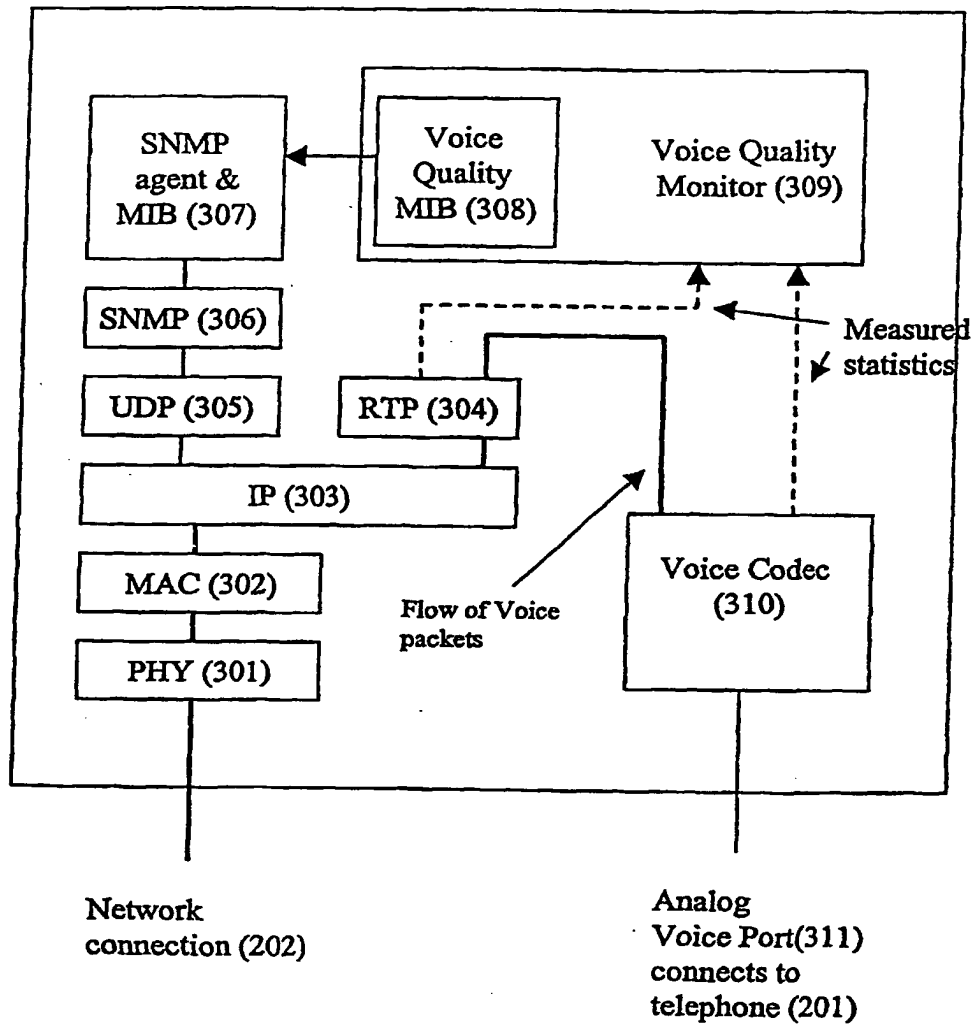 SNMP
agent &
MIB (307)
Voice
Quality
MIB (308)
Voice Quality
Monitor (309)
SNMP (306)
Measured
statistics
UDP (305)
RTP (304)
IP (303)
MAC (302)
Voice Codec
(310)
Flow of Voice
packets
PHY (301)
Network
connection (202)
Analog
Voice Port(311)
connects to
telephone (201)